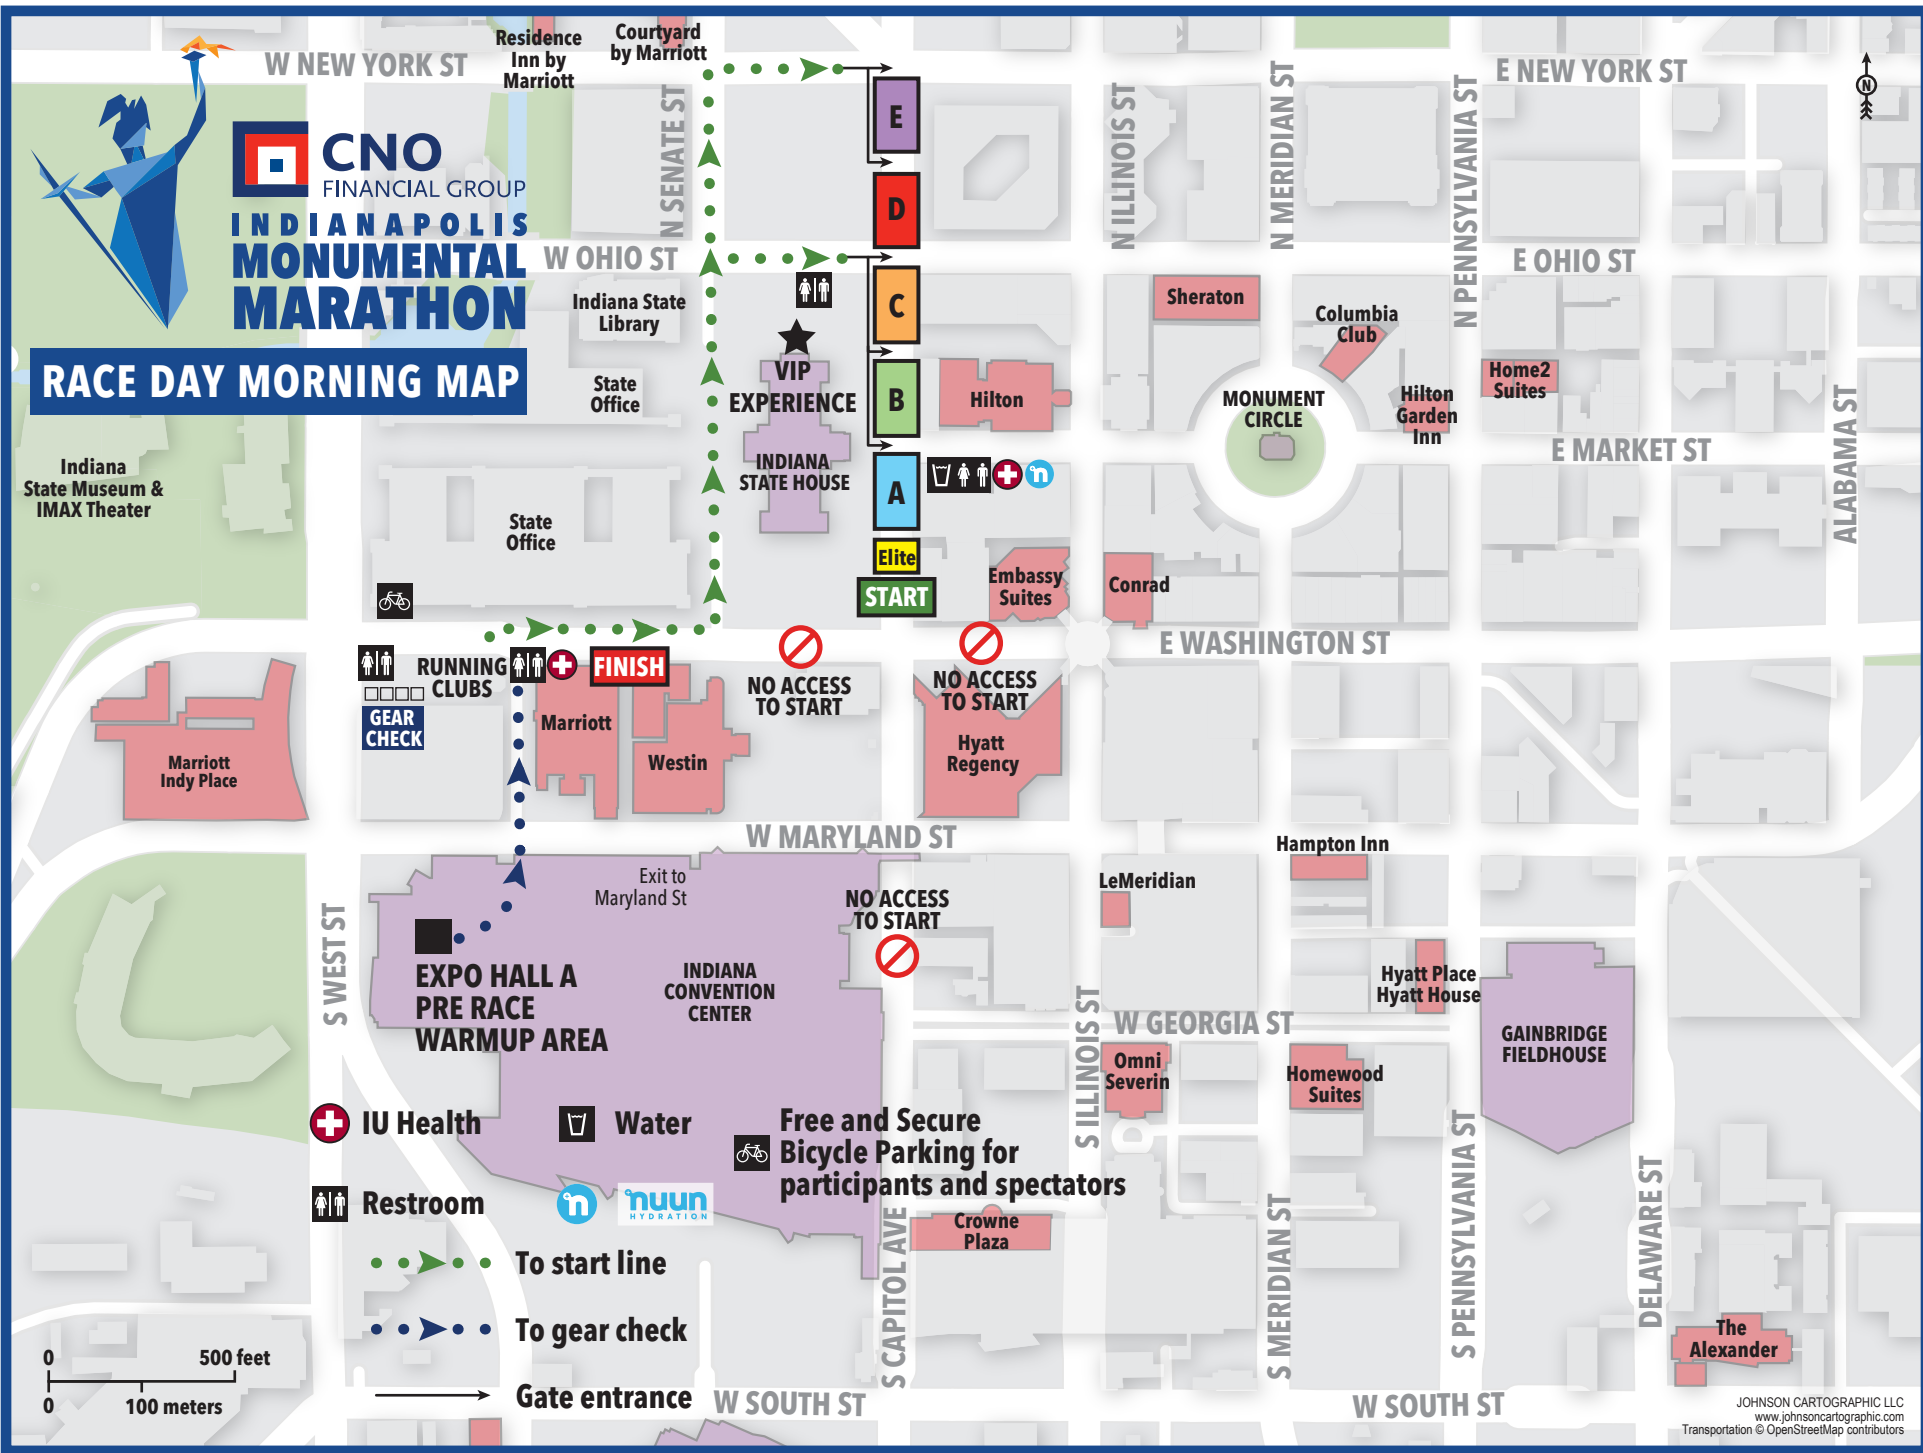 Residence
Inn by
Marriott
Courtyard
by Marriott
W NEW YORK ST
E NEW YORK ST
N
CNO
FINANCIAL GROUP
INDIANAPOLIS
MONUMENTAL
MARATHON
RACE DAY MORNING MAP
N SENATE ST
N ILLINOIS ST
N MERIDIAN ST
N PENNSYLVANIA ST
E
D
C
B
A
Elite
START
W OHIO ST
E OHIO ST
Indiana State
Library
Sheraton
Columbia
Club
State
Office
VIP
EXPERIENCE
Hilton
MONUMENT
CIRCLE
Hilton
Garden
Inn
Home2
Suites
E MARKET ST
ALABAMA ST
Indiana
State Museum &
IMAX Theater
INDIANA
STATE HOUSE
n
State
Office
Embassy
Suites
Conrad
E WASHINGTON ST
RUNNING
CLUBS
FINISH
NO ACCESS
TO START
NO ACCESS
TO START
GEAR
CHECK
Marriott
Westin
Hyatt
Regency
Marriott
Indy Place
W MARYLAND ST
Hampton Inn
Exit to
Maryland St
NO ACCESS
TO START
LeMeridian
S WEST ST
EXPO HALL A
PRE RACE
WARMUP AREA
INDIANA
CONVENTION
CENTER
Hyatt Place
Hyatt House
S ILLINOIS ST
W GEORGIA ST
GAINBRIDGE
FIELDHOUSE
Omni
Severin
Homewood
Suites
IU Health
Water
Free and Secure
Bicycle Parking for
participants and spectators
Restroom
n
nuun
HYDRATION
S CAPITOL AVE
Crowne
Plaza
S MERIDIAN ST
S PENNSYLVANIA ST
DELAWARE ST
To start line
To gear check
Gate entrance
The
Alexander
0
500 feet
0
100 meters
W SOUTH ST
W SOUTH ST
JOHNSON CARTOGRAPHIC LLC
www.johnsoncartographic.com
Transportation © OpenStreetMap contributors